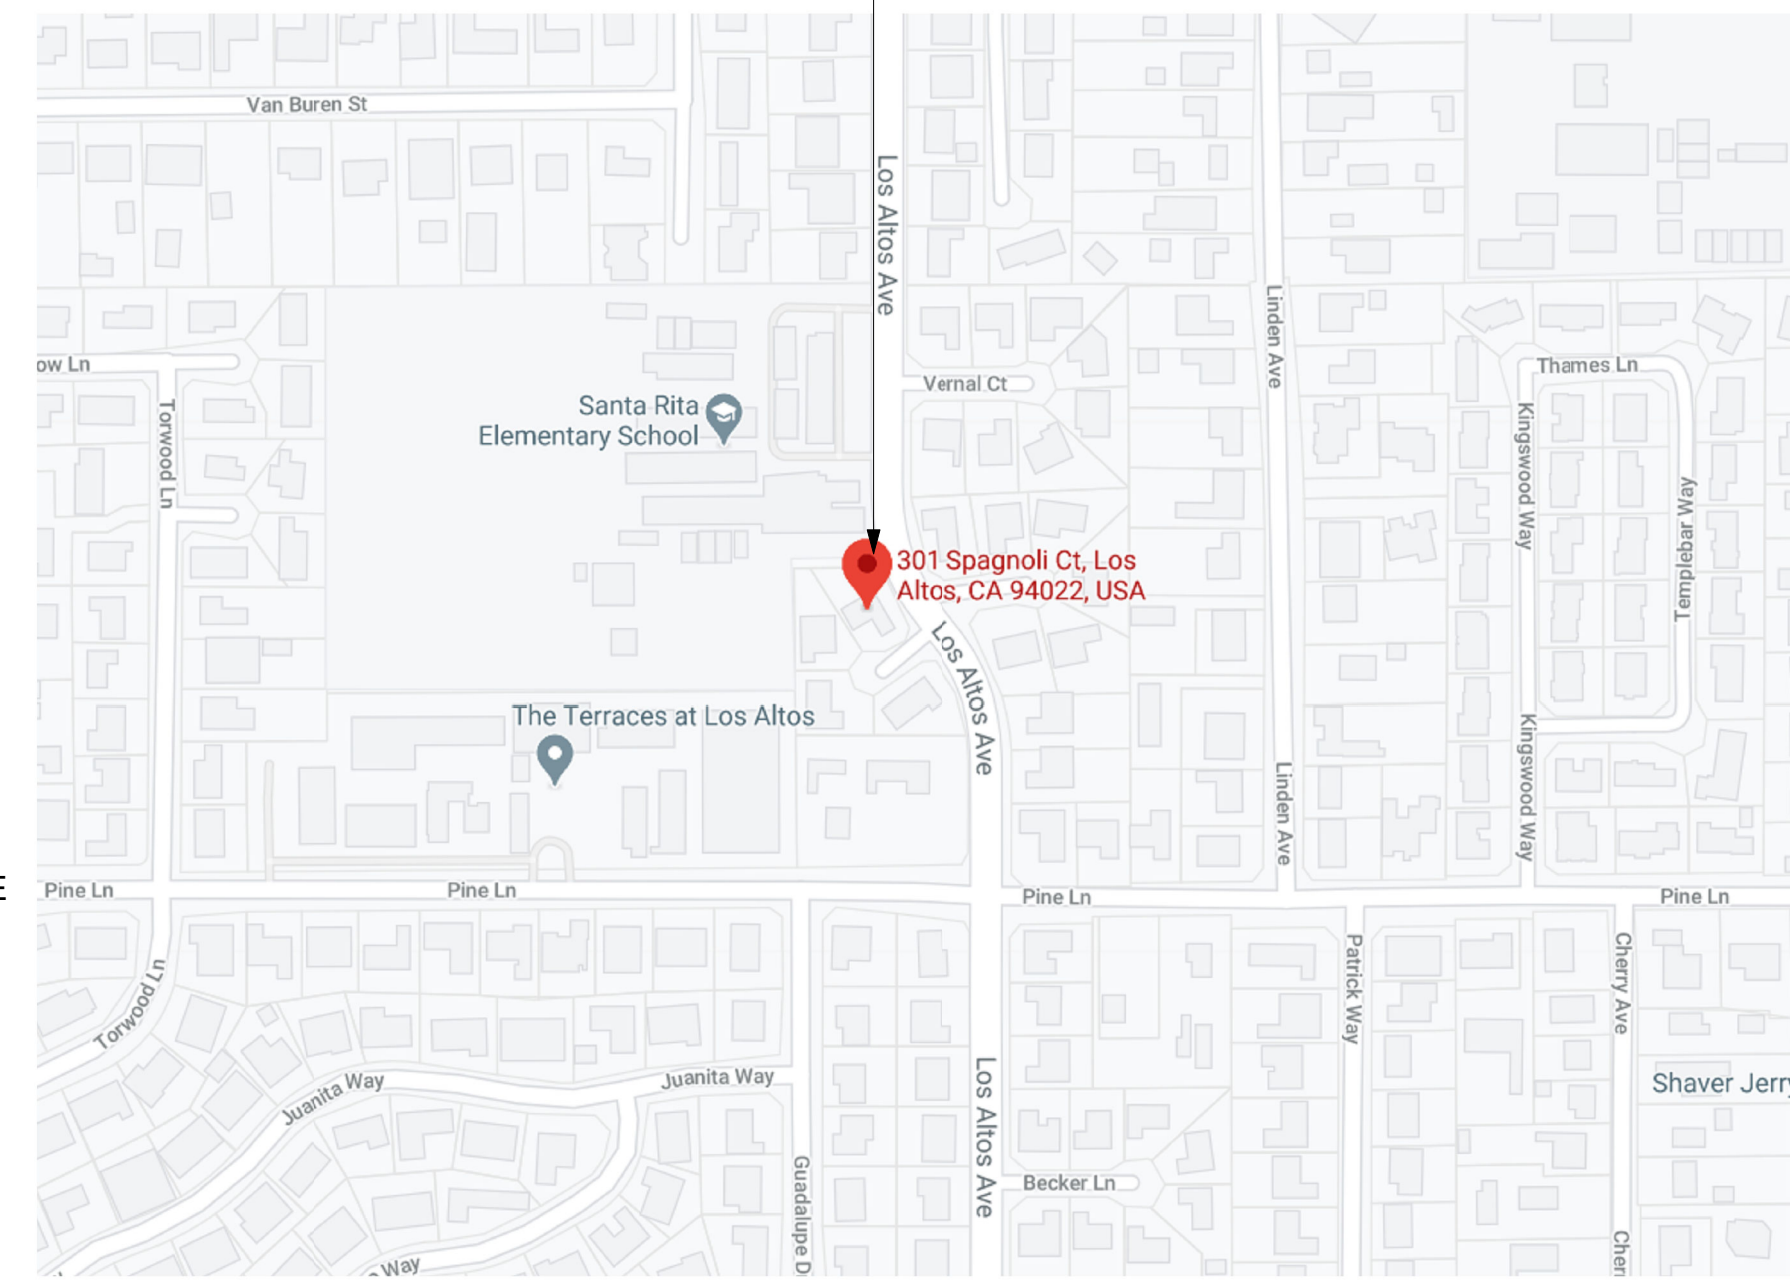 Van Buren St
Los Altos Ave
Linden Ave
ow Ln
Thames Ln
Vernal Ct
Santa Rita
Elementary School
Torwood Ln
Kingswood Way
Templebar Way
301 Spagnoli Ct, Los
Altos, CA 94022, USA
Los Altos Ave
The Terraces at Los Altos
Kingswood Way
Linden Ave
E
Pine Ln
Pine Ln
Pine Ln
Pine Ln
Torwood Ln
Patrick Way
Cherry Ave
Juanita Way
Juanita Way
Shaver Jerry
Los Altos Ave
Guadalupe D
Becker Ln
Cher
Way